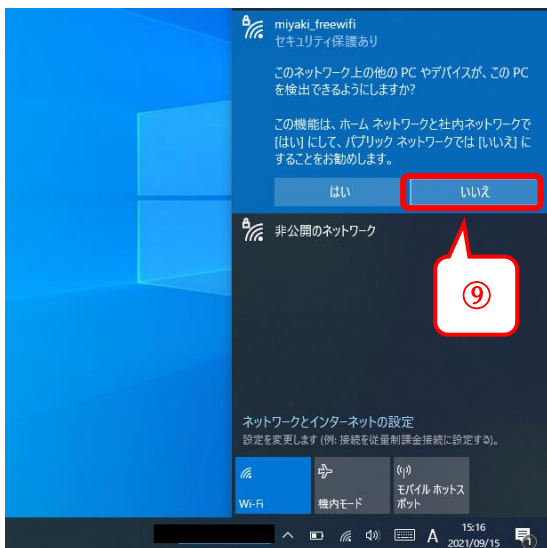 miyaki_freewifi
セキュリティ保護あり
このネットワーク上の他の PC やデバイスが、この PC
を検出できるようにしますか?
この機能は、ホーム ネットワークと社内ネットワークで
[はい] にして、パブリック ネットワークでは [いいえ] に
することをお勧めします。
はい
いいえ
非公開のネットワーク
⑨
ネットワークとインターネットの設定
設定を変更します (例: 接続を従量制課金接続に設定する)。
Wi-Fi
機内モード
モバイル ホットス
ポット
A
15:16
2021/09/15
1